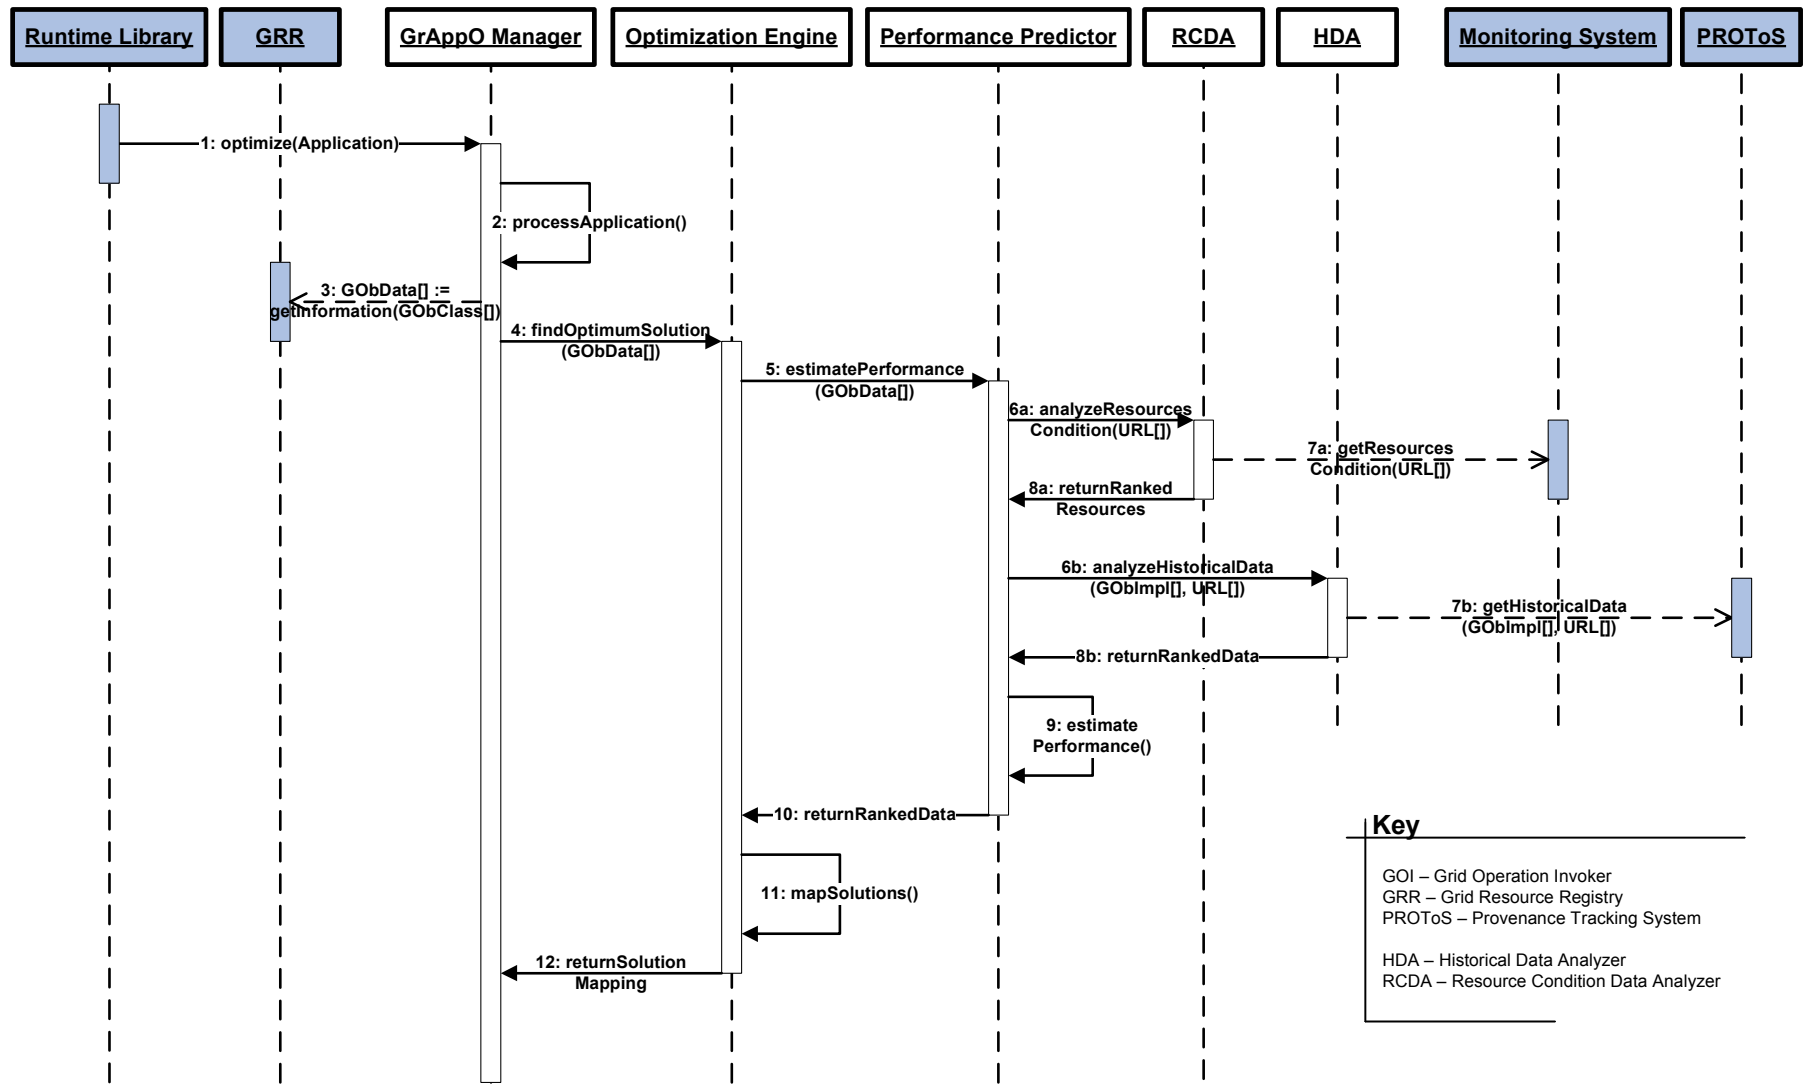 Runtime Library
GRR
GrAppO Manager
Optimization Engine
Performance Predictor
RCDA
HDA
Monitoring System
PROToS
1: optimize(Application)
2: processApplication()
3: GObData[] :=
getInformation(GObClass[])
4: findOptimumSolution
(GObData[])
5: estimatePerformance
(GObData[])
6a: analyzeResources
Condition(URL[])
7a: getResources
Condition(URL[])
8a: returnRanked
Resources
6b: analyzeHistoricalData
(GObImpl[], URL[])
7b: getHistoricalData
(GObImpl[], URL[])
8b: returnRankedData
9: estimate
Performance()
10: returnRankedData
11: mapSolutions()
12: returnSolution
Mapping
Key
GOI – Grid Operation Invoker
GRR – Grid Resource Registry
PROToS – Provenance Tracking System
HDA – Historical Data Analyzer
RCDA – Resource Condition Data Analyzer